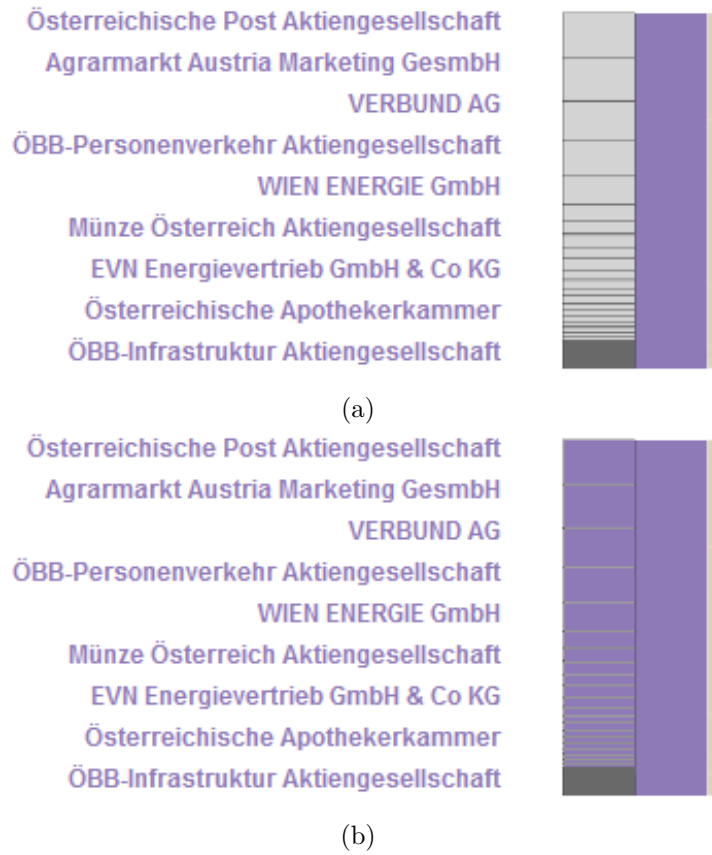 Österreichische Post Aktiengesellschaft
Agrarmarkt Austria Marketing GesmbH
VERBUND AG
ÖBB-Personenverkehr Aktiengesellschaft
WIEN ENERGIE GmbH
Münze Österreich Aktiengesellschaft
EVN Energievertrieb GmbH & Co KG
Österreichische Apothekerkammer
ÖBB-Infrastruktur Aktiengesellschaft
(a)
Österreichische Post Aktiengesellschaft
Agrarmarkt Austria Marketing GesmbH
VERBUND AG
ÖBB-Personenverkehr Aktiengesellschaft
WIEN ENERGIE GmbH
Münze Österreich Aktiengesellschaft
EVN Energievertrieb GmbH & Co KG
Österreichische Apothekerkammer
ÖBB-Infrastruktur Aktiengesellschaft
(b)